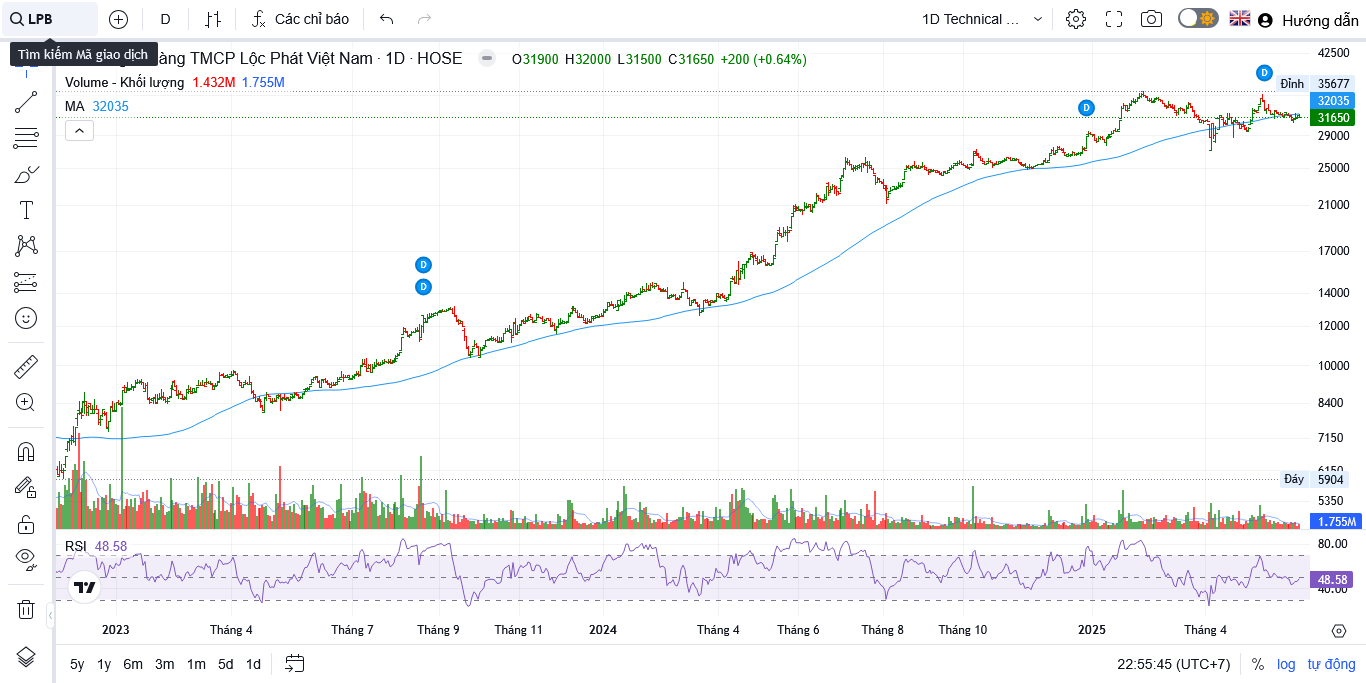 LPB
D
Các chỉ báo
1D Technical ...
Hướng dẫn
Tìm kiếm Mã giao dịch
àng TMCP Lộc Phát Việt Nam · 1D · HOSE
O31900 H32000 L31500 C31650 +200 (+0.64%)
Volume - Khối lượng 1.432M 1.755M
MA 32035
D
D
D
D
42500
Đỉnh 35677
32035
31650
29000
25000
21000
17000
14000
12000
10000
8400
7150
6150
Đáy 5904
5350
1.755M
RSI 48.58
80.00
48.58
40.00
2023 Tháng 4 Tháng 7 Tháng 9 Tháng 11 2024 Tháng 4 Tháng 6 Tháng 8 Tháng 10 2025 Tháng 4
5y 1y 6m 3m 1m 5d 1d
22:55:45 (UTC+7) % log tự động